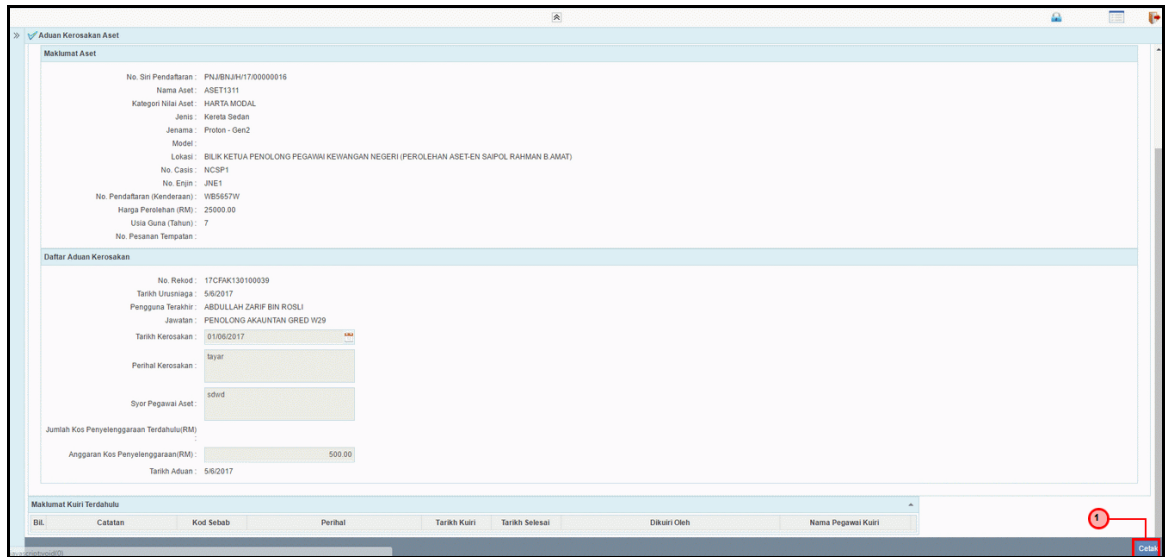 Aduan Kerosakan Aset
Maklumat Aset
No. Siri Pendaftaran : PNJ/BNJ/H/17/00000016
Nama Aset : ASET1311
Kategori Nilai Aset : HARTA MODAL
Jenis : Kereta Sedan
Jenama : Proton - Gen2
Model :
Lokasi : BILIK KETUA PENOLONG PEGAWAI KEWANGAN NEGERI (PEROLEHAN ASET-EN SAIPOL RAHMAN B.AMAT)
No. Casis : NCSP1
No. Enjin : JNE1
No. Pendaftaran (Kenderaan) : WB5657W
Harga Perolehan (RM) : 25000.00
Usia Guna (Tahun) : 7
No. Pesanan Tempatan :
Daftar Aduan Kerosakan
No. Rekod : 17CFAK130100039
Tarikh Urusniaga : 5/6/2017
Pengguna Terakhir : ABDULLAH ZARIF BIN ROSLI
Jawatan : PENOLONG AKAUNTAN GRED W29
Tarikh Kerosakan : 01/06/2017
Perihal Kerosakan : tayar
Syor Pegawai Aset : sdwd
Jumlah Kos Penyelenggaraan Terdahulu(RM)
:
Anggaran Kos Penyelenggaraan(RM) : 500.00
Tarikh Aduan : 5/6/2017
Maklumat Kuiri Terdahulu
Bil. Catatan Kod Sebab Perihal Tarikh Kuiri Tarikh Selesai Dikuiri Oleh Nama Pegawai Kuiri
1
Cetak